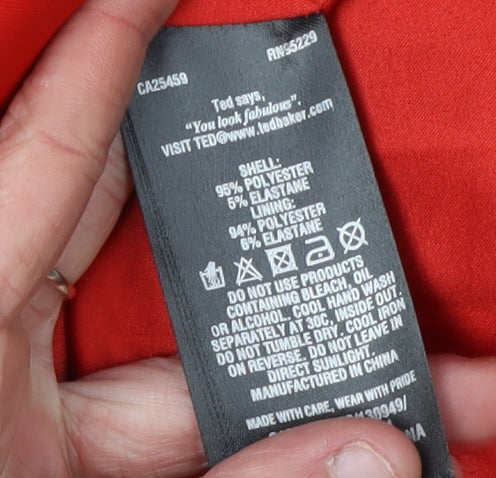 CA25459 RN95229
Ted says,
"You look fabulous".
VISIT TED@www.tedbaker.com
SHELL:
95% POLYESTER
5% ELASTANE
LINING:
94% POLYESTER
6% ELASTANE
DO NOT USE PRODUCTS
CONTAINING BLEACH, OIL
OR ALCOHOL. COOL HAND WASH
SEPARATELY AT 30C, INSIDE OUT.
DO NOT TUMBLE DRY. COOL IRON
ON REVERSE. DO NOT LEAVE IN
DIRECT SUNLIGHT.
MANUFACTURED IN CHINA
MADE WITH CARE, WEAR WITH PRIDE